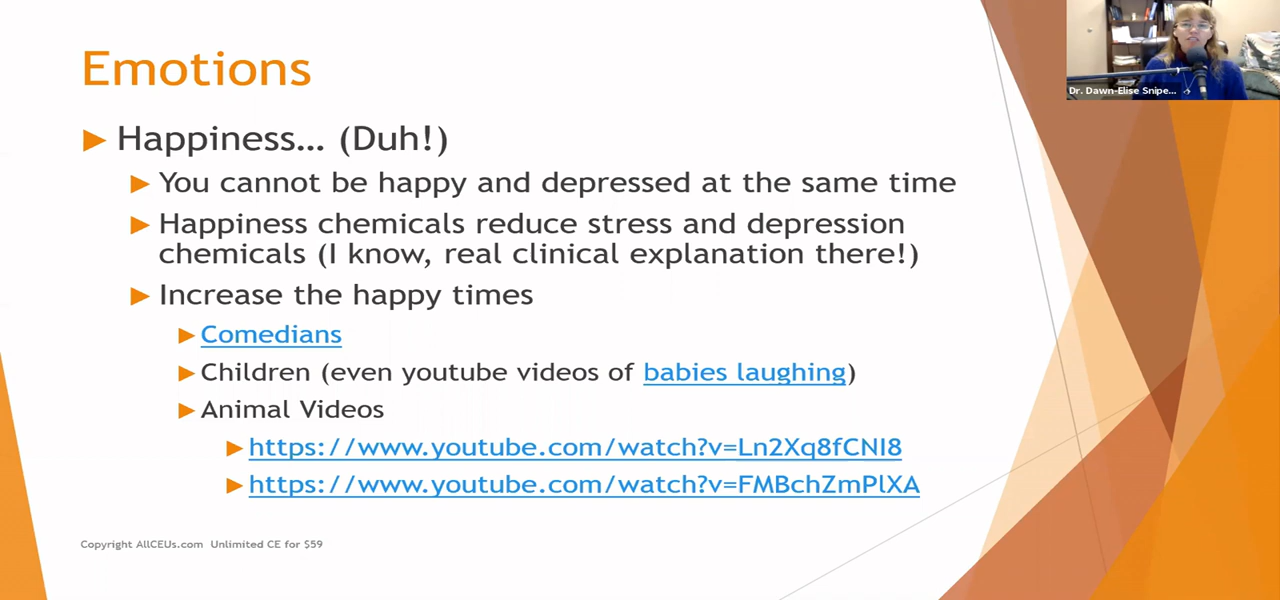 Emotions
Dr. Dawn-Elise Snipe...
Happiness... (Duh!)
You cannot be happy and depressed at the same time
Happiness chemicals reduce stress and depression
chemicals (I know, real clinical explanation there!)
Increase the happy times
Comedians
Children (even youtube videos of babies laughing)
Animal Videos
https://www.youtube.com/watch?v=Ln2Xq8fCNI8
https://www.youtube.com/watch?v=FMBchZmPlXA
Copyright AllCEUs.com Unlimited CE for $59